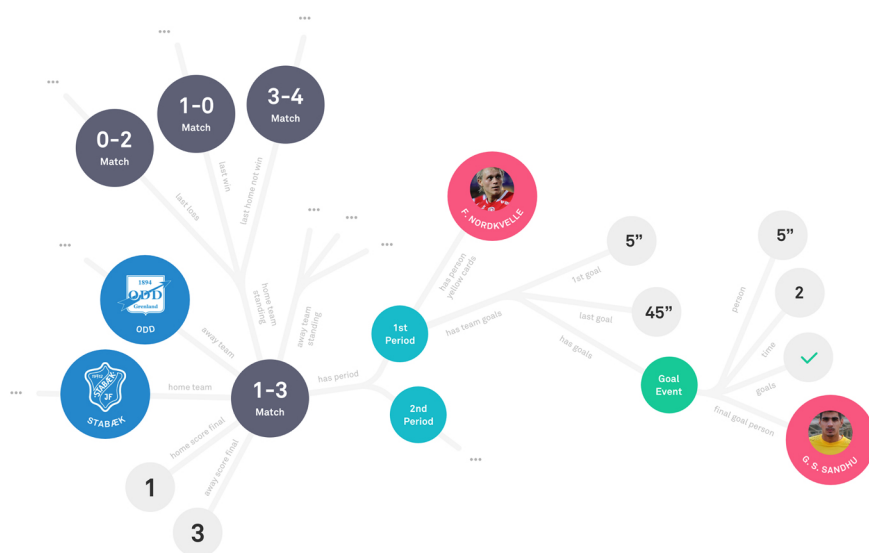 ...
...
...
0-2
Match
1-0
Match
3-4
Match
last loss
last win
last home not win
home team
standing
away team
standing
...
...
...
...
1894
ODD
Grenland
ODD
away team
...
STABÆK
JF
STABÆK
home team
1-3
Match
home score final
1
away score final
3
has period
1st
Period
2nd
Period
...
has person
yellow cards
F. NORDKVELLE
has team goals
1st goal
5”
last goal
45”
has goals
Goal
Event
person
5”
time
2
goals
final goal person
G. S. SANDHU